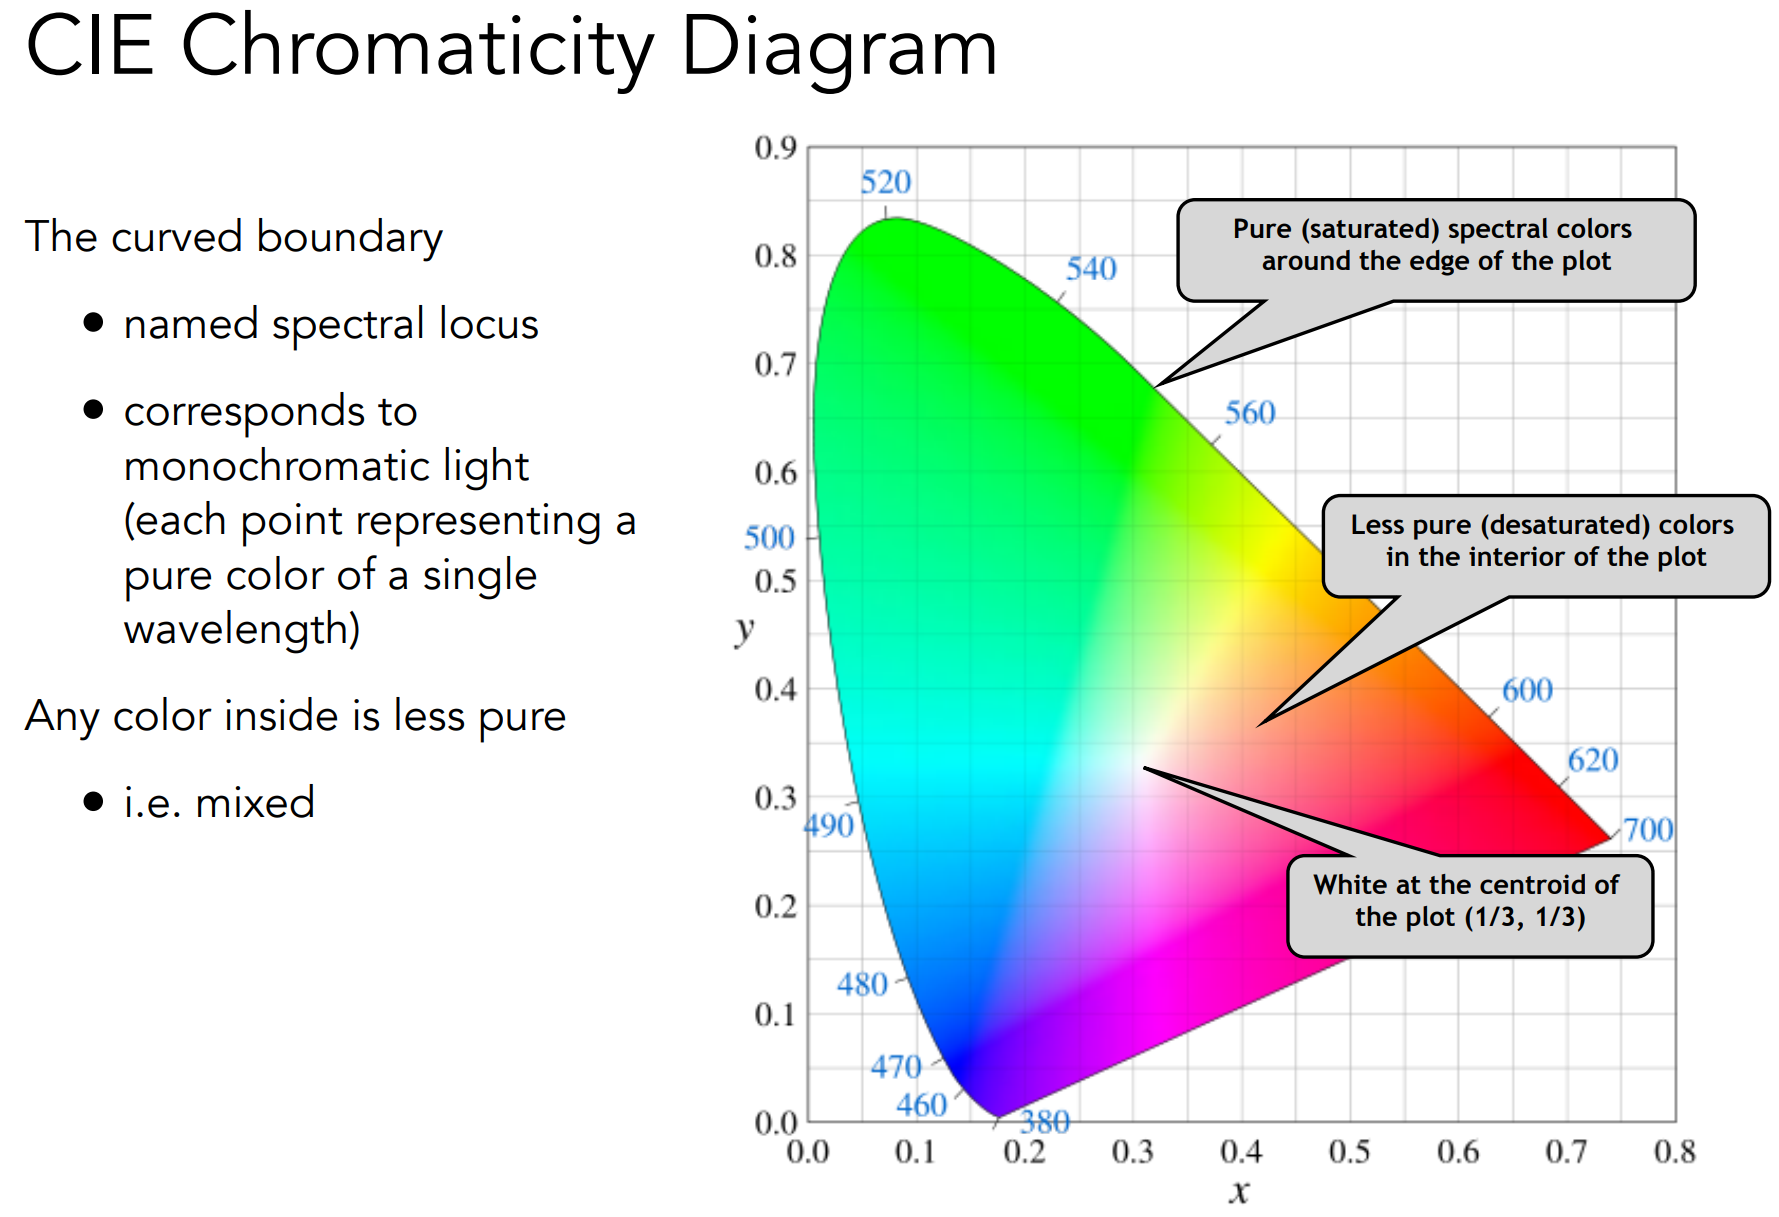 CIE Chromaticity Diagram
The curved boundary
● named spectral locus
● corresponds to
monochromatic light
(each point representing a
pure color of a single
wavelength)
Any color inside is less pure
● i.e. mixed
0.9
0.8
0.7
0.6
0.5
y
0.4
0.3
0.2
0.1
0.0
0.0 0.1 0.2 0.3 0.4 0.5 0.6 0.7 0.8
x
520
540
560
500
600
620
490
700
480
470
460
380
Pure (saturated) spectral colors
around the edge of the plot
Less pure (desaturated) colors
in the interior of the plot
White at the centroid of
the plot (1/3, 1/3)